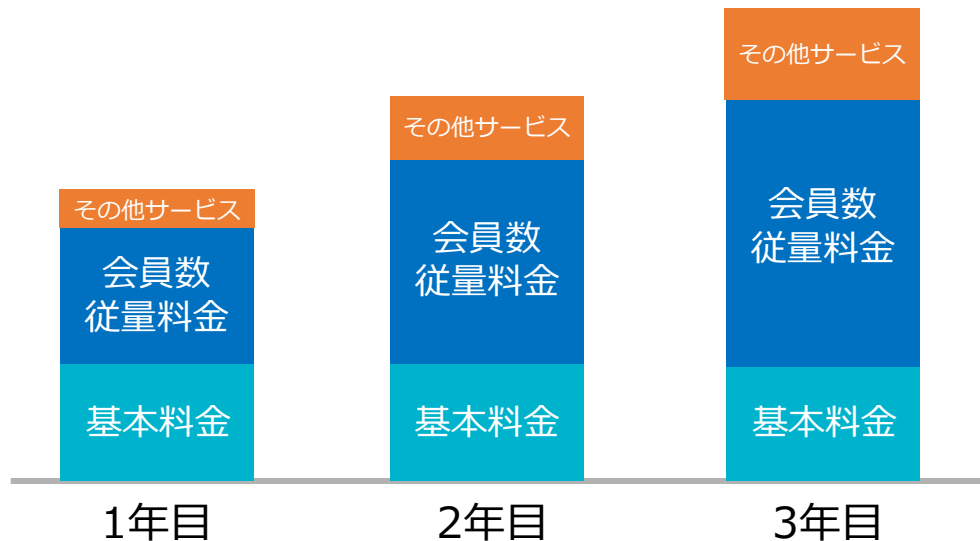 その他サービス
会員数
従量料金
基本料金
1年目
その他サービス
会員数
従量料金
基本料金
2年目
その他サービス
会員数
従量料金
基本料金
3年目